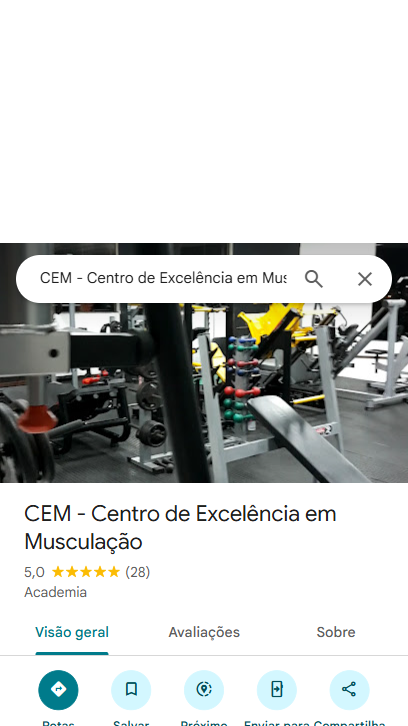 CEM - Centro de Excelência em Mus
CEM - Centro de Excelência em
Musculação
5,0 ★★★★★ (28)
Academia
Visão geral Avaliações Sobre
Rotas Salvar Próximo Enviar para Compartilha